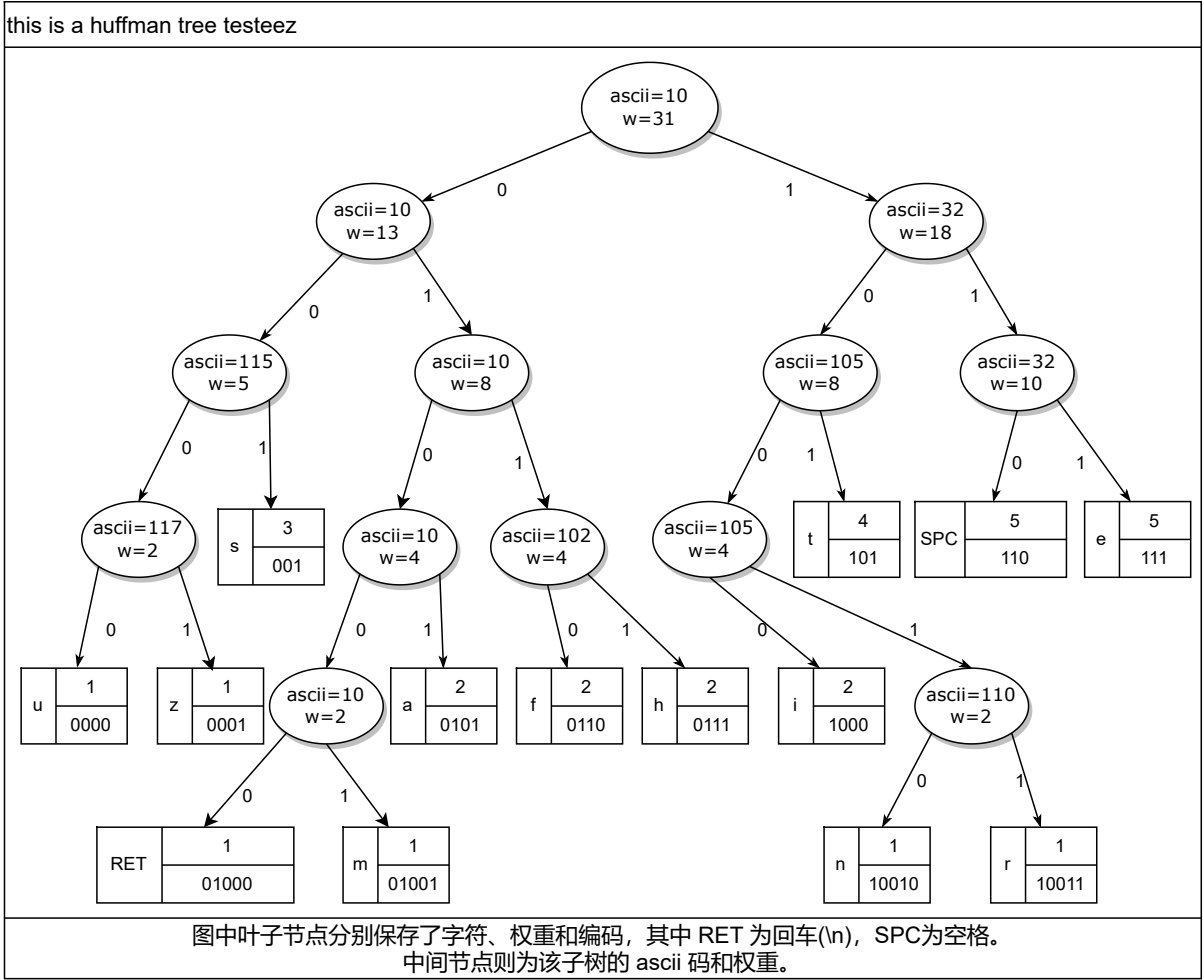 this is a huffman tree testeez
ascii=10
w=31
0
1
ascii=10
w=13
ascii=32
w=18
0
1
0
1
ascii=115
w=5
ascii=10
w=8
ascii=105
w=8
ascii=32
w=10
0
1
0
1
0
1
0
1
ascii=117
w=2
s
3
001
ascii=10
w=4
ascii=102
w=4
ascii=105
w=4
t
4
101
SPC
5
110
e
5
111
0
1
0
1
0
1
0
1
u
1
0000
z
1
0001
ascii=10
w=2
a
2
0101
f
2
0110
h
2
0111
i
2
1000
ascii=110
w=2
0
1
0
1
RET
1
01000
m
1
01001
n
1
10010
r
1
10011
图中叶子节点分别保存了字符、权重和编码，其中 RET 为回车(\n)，SPC为空格。
中间节点则为该子树的 ascii 码和权重。